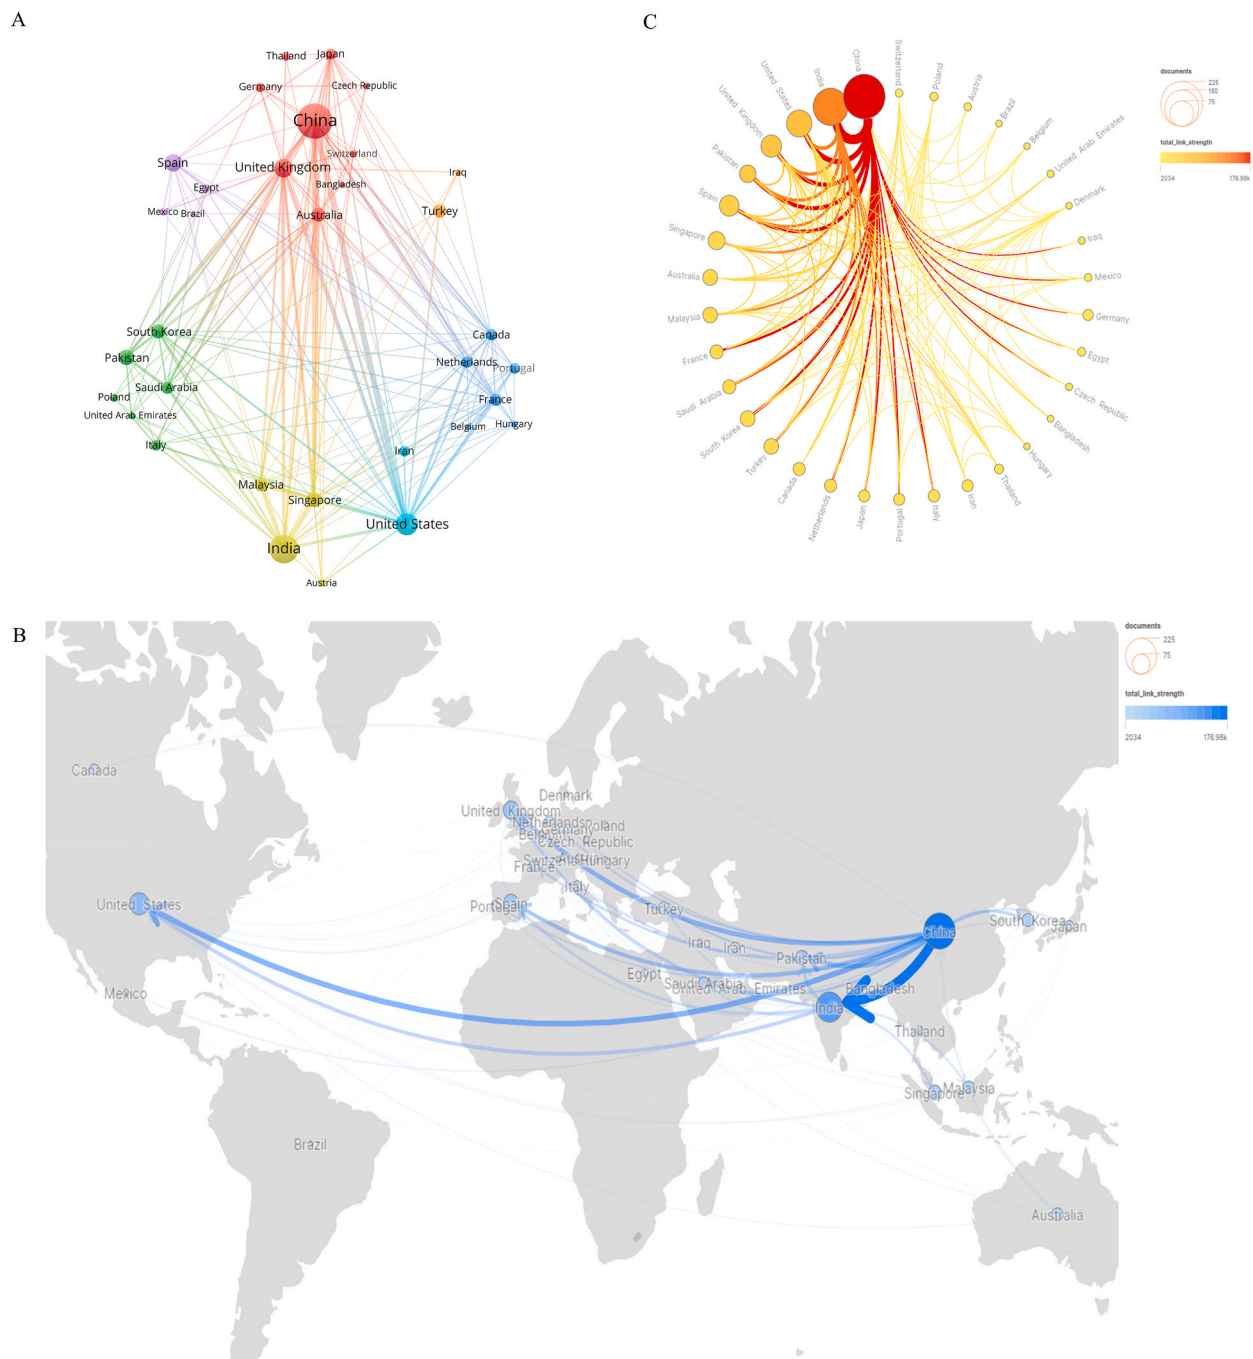 A
Thailand
Japan
Germany
Czech Republic
China
Switzerland
Spain
United Kingdom
Iraq
Egypt
Bangladesh
Mexico
Brazil
Australia
Turkey
South Korea
Canada
Pakistan
Netherlands
Portugal
Saudi Arabia
Poland
France
United Arab Emirates
Belgium
Hungary
Italy
Iran
Malaysia
Singapore
United States
India
Austria
C
China
Switzerland
Poland
Austria
Brazil
Belgium
United Arab Emirates
Denmark
Iraq
Mexico
Germany
Egypt
Czech Republic
Bangladesh
Hungary
Thailand
Iran
Italy
Portugal
Japan
Netherlands
Canada
Turkey
South Korea
Saudi Arabia
France
Malaysia
Australia
Singapore
Spain
Pakistan
United Kingdom
United States
India
documents
225
150
75
total_link_strength
2034 176.98k
B
documents
225
75
total_link_strength
2034 176.98k
Canada
Denmark
United Kingdom
Netherlands
Germany
Poland
Belgium
Czech Republic
Switzerland
Austria
Hungary
France
Italy
United States
Portugal
Spain
Turkey
South Korea
Japan
China
Iraq
Iran
Pakistan
Egypt
Saudi Arabia
United Arab Emirates
Bangladesh
Mexico
India
Thailand
Singapore
Malaysia
Brazil
Australia